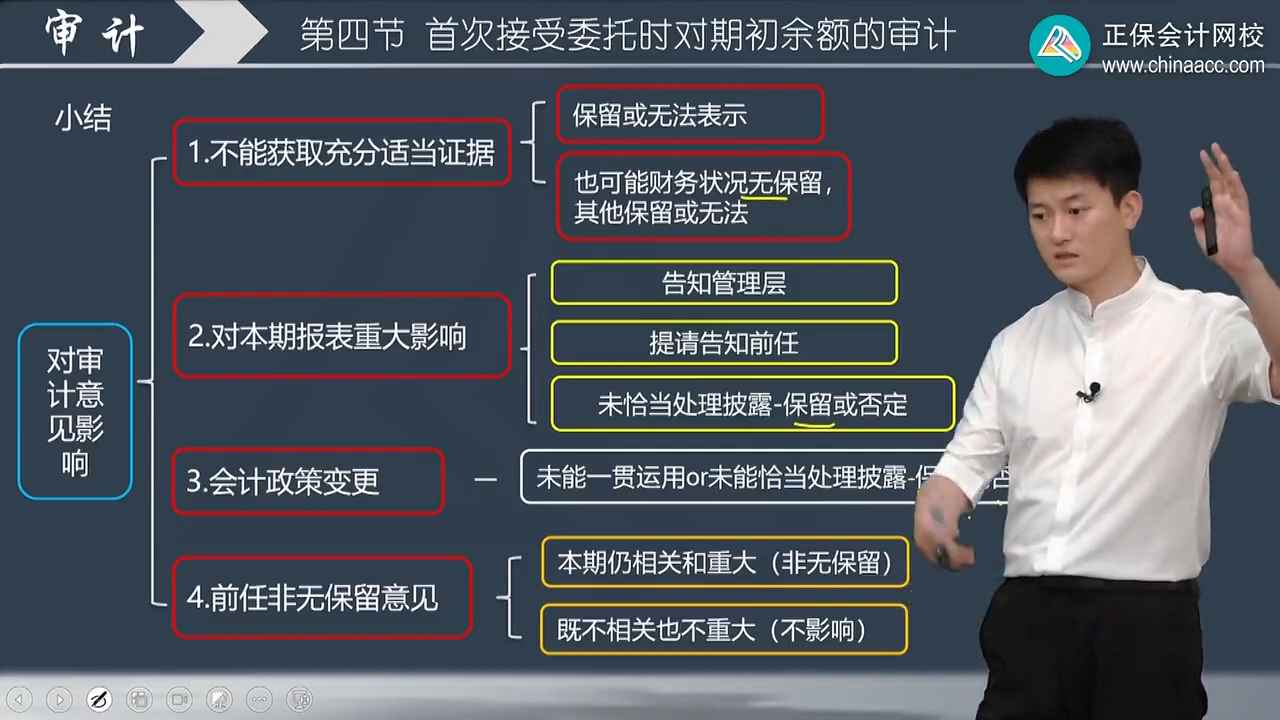 审计
第四节 首次接受委托时对期初余额的审计
正保会计网校
www.chinaacc.com
小结
对审
计意
见影
响
1.不能获取充分适当证据
保留或无法表示
也可能财务状况无保留，
其他保留或无法
2.对本期报表重大影响
告知管理层
提请告知前任
未恰当处理披露-保留或否定
3.会计政策变更
未能一贯运用or未能恰当处理披露-保
4.前任非无保留意见
本期仍相关和重大（非无保留）
既不相关也不重大（不影响）